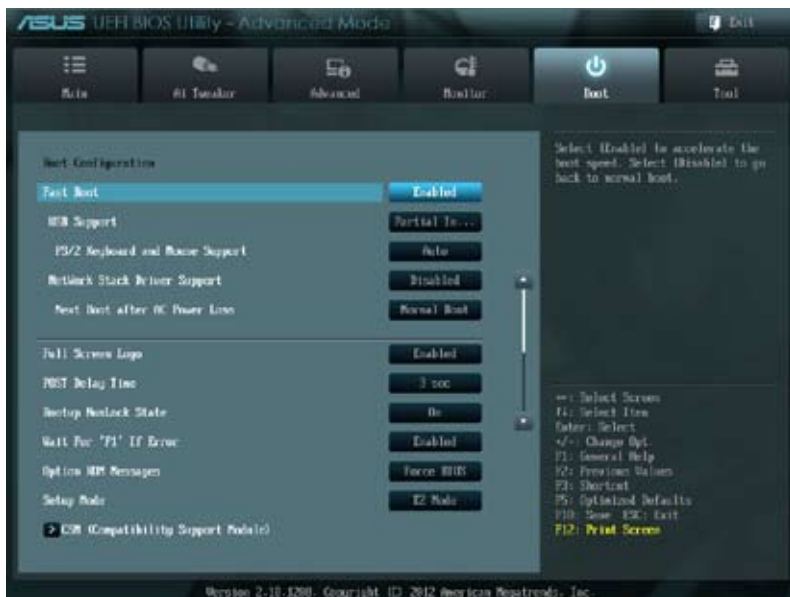 ASUS UEFI BIOS Utility - Advanced Mode
Exit
Main
Ai Tweaker
Advanced
Monitor
Boot
Tool
Boot Configuration
Fast Boot Enabled
USB Support Partial In...
PS/2 Keyboard and Mouse Support Auto
Network Stack Driver Support Disabled
Next Boot after AC Power Loss Normal Boot
Full Screen Logo Enabled
POST Delay Time 3 sec
Bootup NumLock State On
Wait For 'F1' If Error Enabled
Option ROM Messages Force BIOS
Setup Mode EZ Mode
> CSM (Compatibility Support Module)
Select [Enable] to accelerate the
boot speed. Select [Disable] to go
back to normal boot.
→←: Select Screen
↑↓: Select Item
Enter: Select
+/-: Change Opt.
F1: General Help
F2: Previous Values
F3: Shortcut
F5: Optimized Defaults
F10: Save ESC: Exit
F12: Print Screen
Version 2.10.1208. Copyright (C) 2012 American Megatrends, Inc.